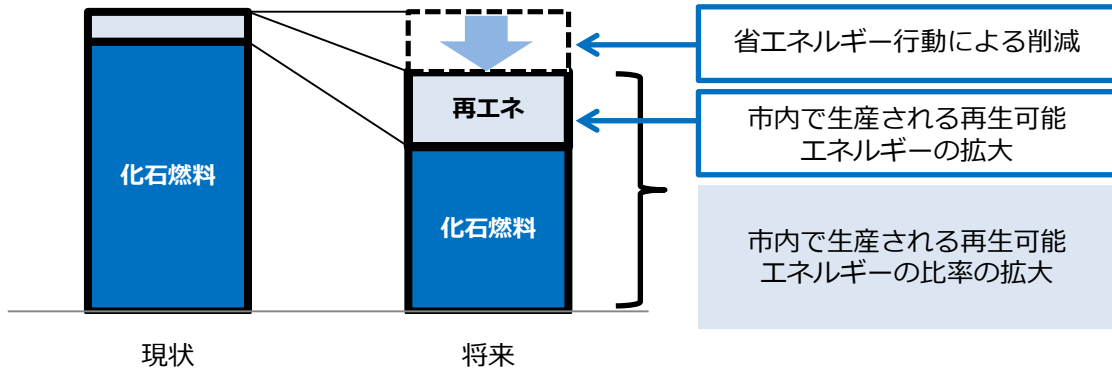 省エネルギー行動による削減
再エネ
市内で生産される再生可能
エネルギーの拡大
化石燃料
化石燃料
市内で生産される再生可能
エネルギーの比率の拡大
現状
将来